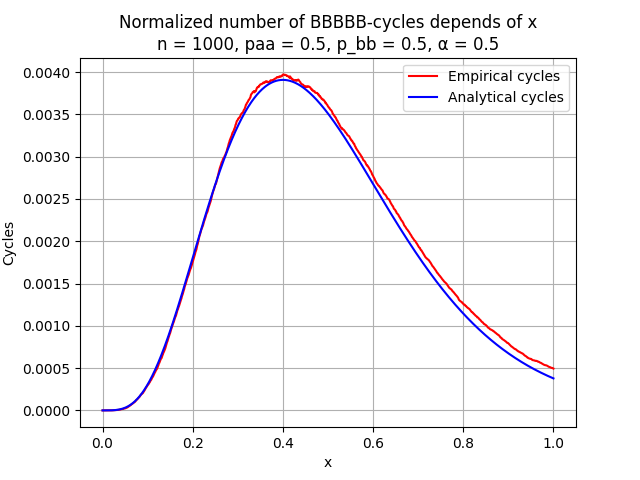 Normalized number of BBBBB-cycles depends of x
n = 1000, paa = 0.5, p_bb = 0.5, α = 0.5
Empirical cycles
Analytical cycles
Cycles
0.0040
0.0035
0.0030
0.0025
0.0020
0.0015
0.0010
0.0005
0.0000
0.0 0.2 0.4 0.6 0.8 1.0
x